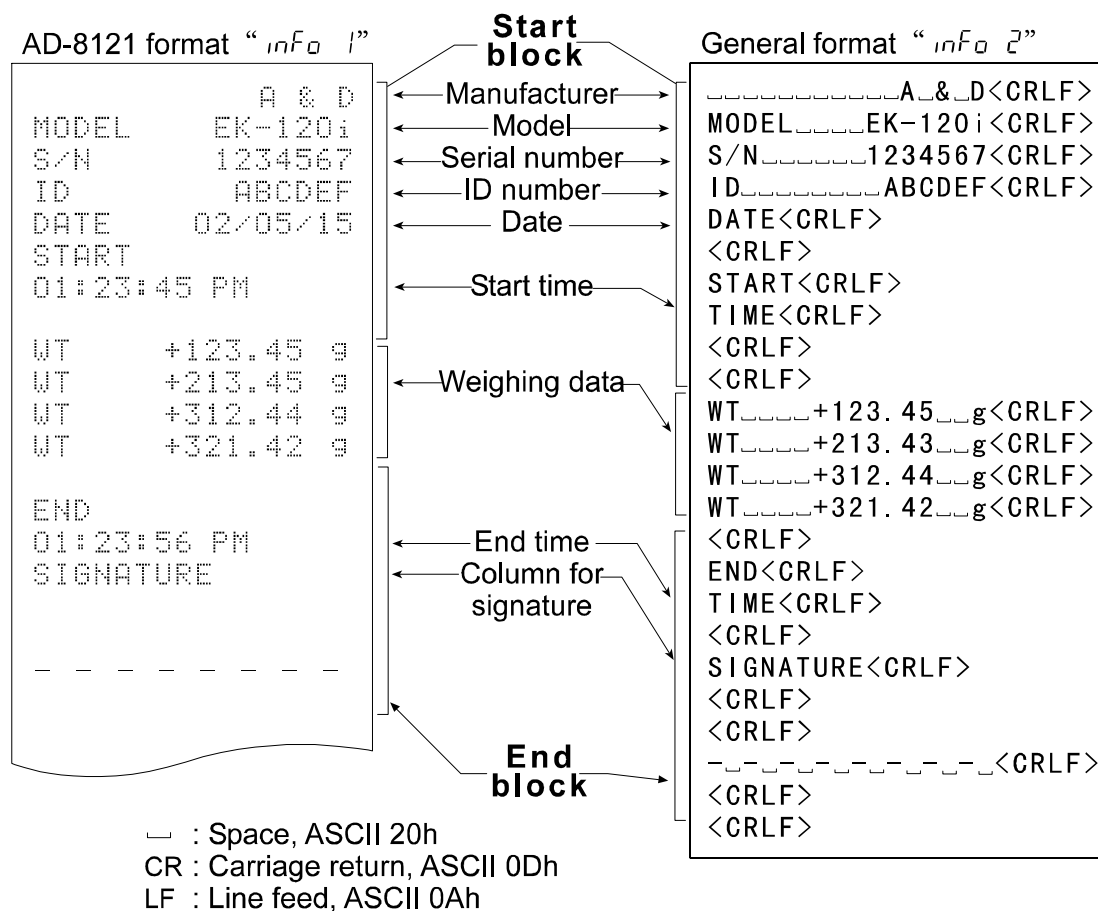 AD-8121 format “ info 1”
A & D
MODEL EK-120i
S/N 1234567
ID ABCDEF
DATE 02/05/15
START
01:23:45 PM
WT +123.45 g
WT +213.45 g
WT +312.44 g
WT +321.42 g
END
01:23:56 PM
SIGNATURE
_ _ _ _ _ _ _ _ _
Start
block
Manufacturer
Model
Serial number
ID number
Date
Start time
Weighing data
End time
Column for
signature
End
block
General format “ info 2”
␣␣␣␣␣␣␣␣␣␣␣A␣&␣D<CRLF>
MODEL␣␣␣␣EK-120i<CRLF>
S/N␣␣␣␣␣␣1234567<CRLF>
ID␣␣␣␣␣␣␣␣ABCDEF<CRLF>
DATE<CRLF>
<CRLF>
START<CRLF>
TIME<CRLF>
<CRLF>
<CRLF>
WT␣␣␣␣+123.45␣␣g<CRLF>
WT␣␣␣␣+213.43␣␣g<CRLF>
WT␣␣␣␣+312.44␣␣g<CRLF>
WT␣␣␣␣+321.42␣␣g<CRLF>
<CRLF>
END<CRLF>
TIME<CRLF>
<CRLF>
SIGNATURE<CRLF>
<CRLF>
<CRLF>
-␣-␣-␣-␣-␣-␣-␣-␣<CRLF>
<CRLF>
<CRLF>
␣ : Space, ASCII 20h
CR : Carriage return, ASCII 0Dh
LF : Line feed, ASCII 0Ah